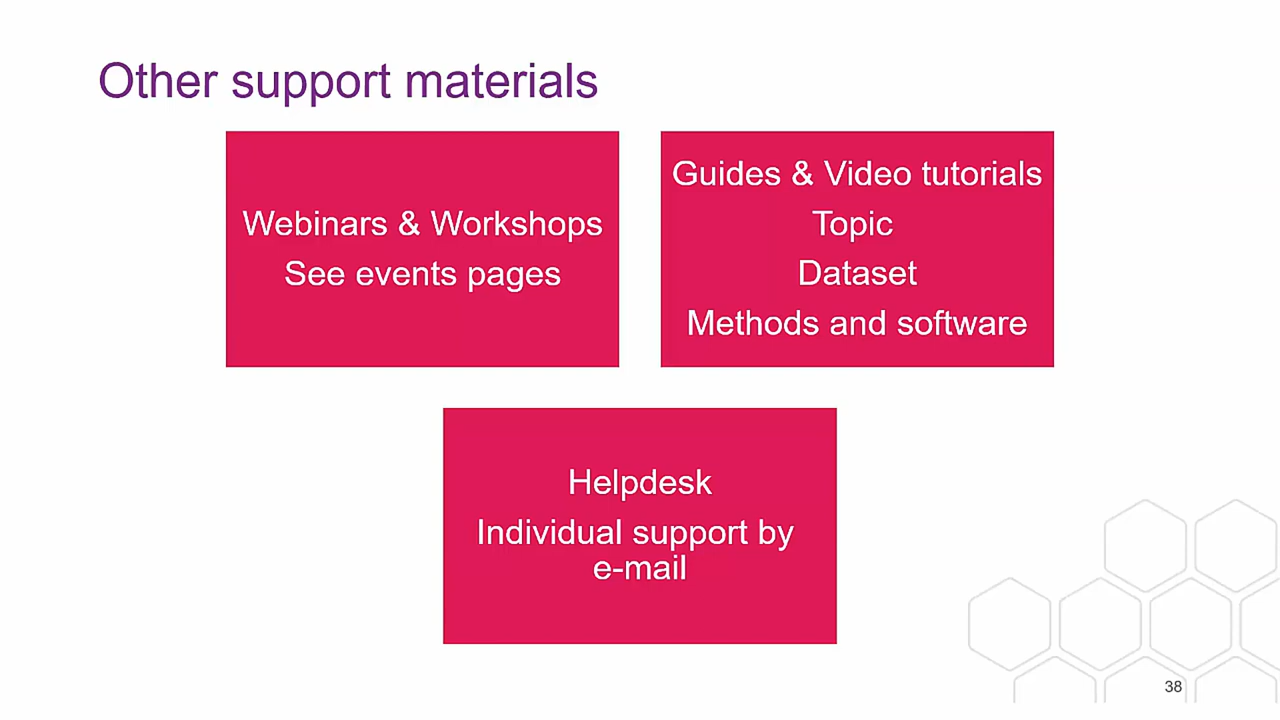 Other support materials
Webinars & Workshops
See events pages
Guides & Video tutorials
Topic
Dataset
Methods and software
Helpdesk
Individual support by
e-mail
38